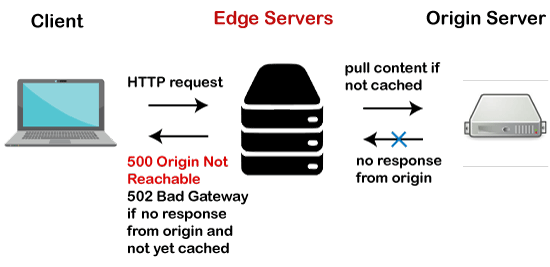 Client
Edge Servers
Origin Server
HTTP request
500 Origin Not
Reachable
502 Bad Gateway
if no response
from origin and
not yet cached
pull content if
not cached
no response
from origin